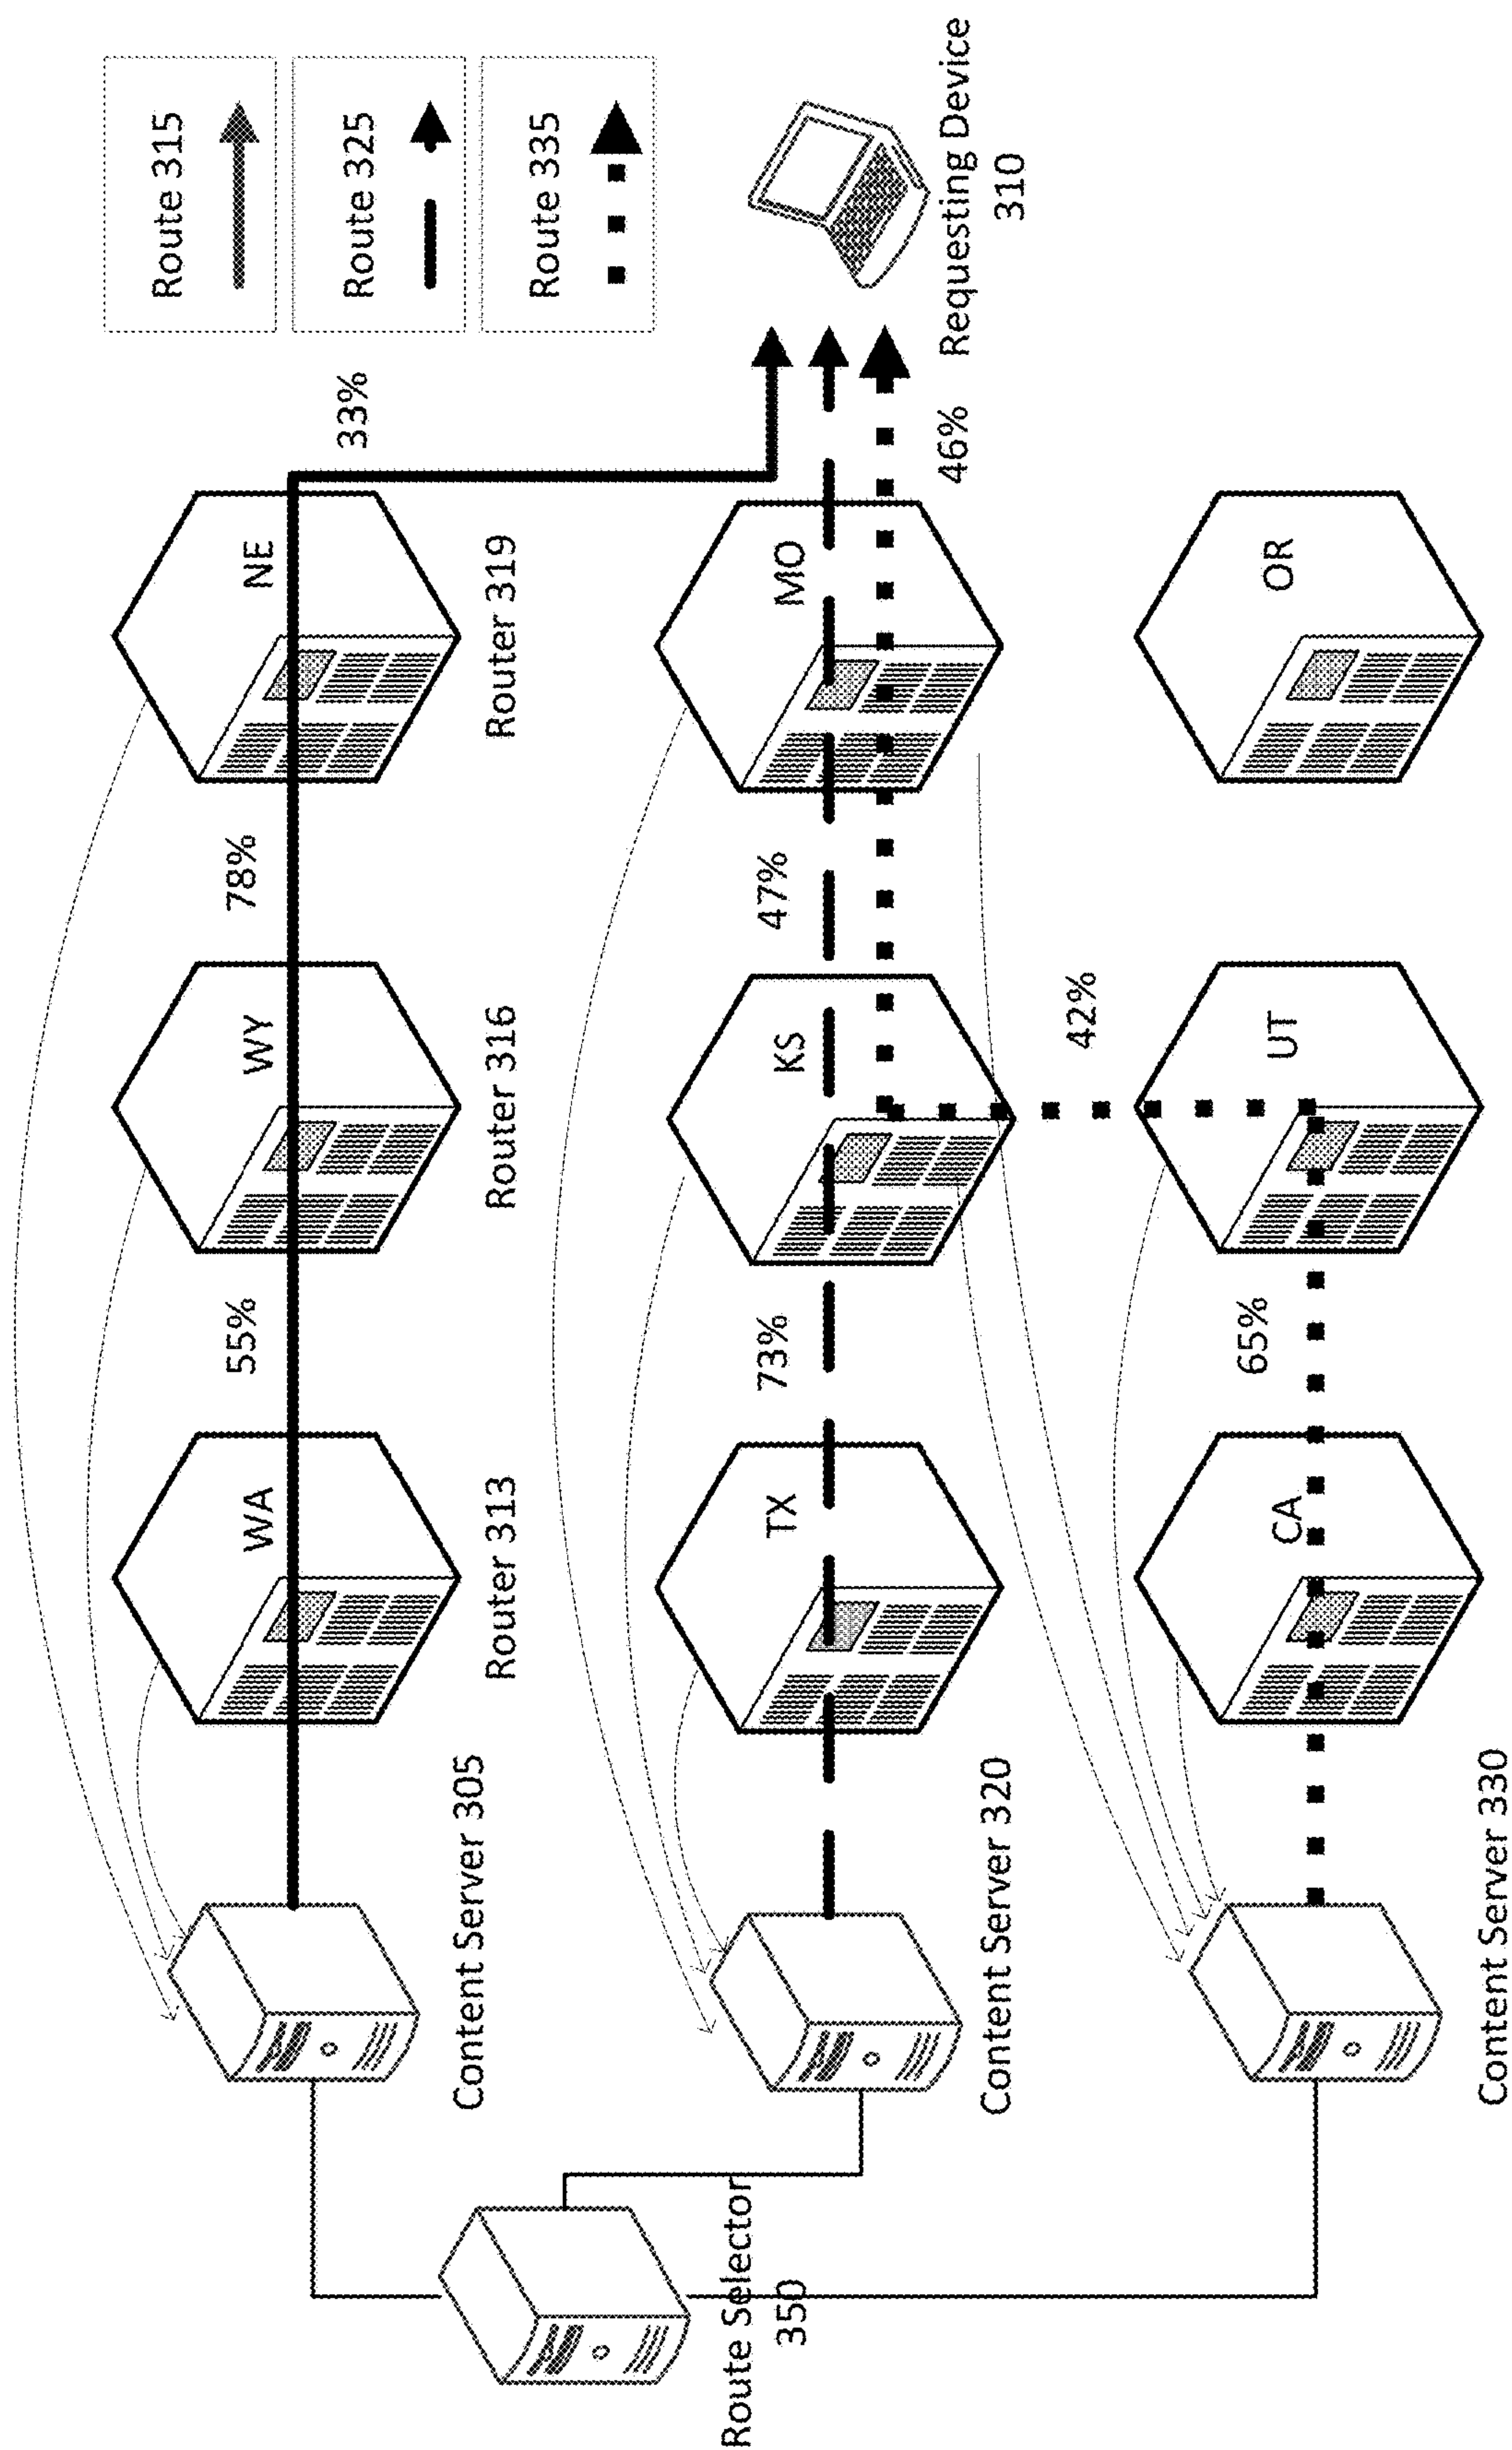 Route 315
Route 325
Route 335
WA
55%
WY
78%
NE
33%
Router 313
Router 316
Router 319
Content Server 305
TX
73%
KS
47%
MO
46%
Requesting Device
310
Route Selector
350
Content Server 320
42%
CA
65%
UT
OR
Content Server 330